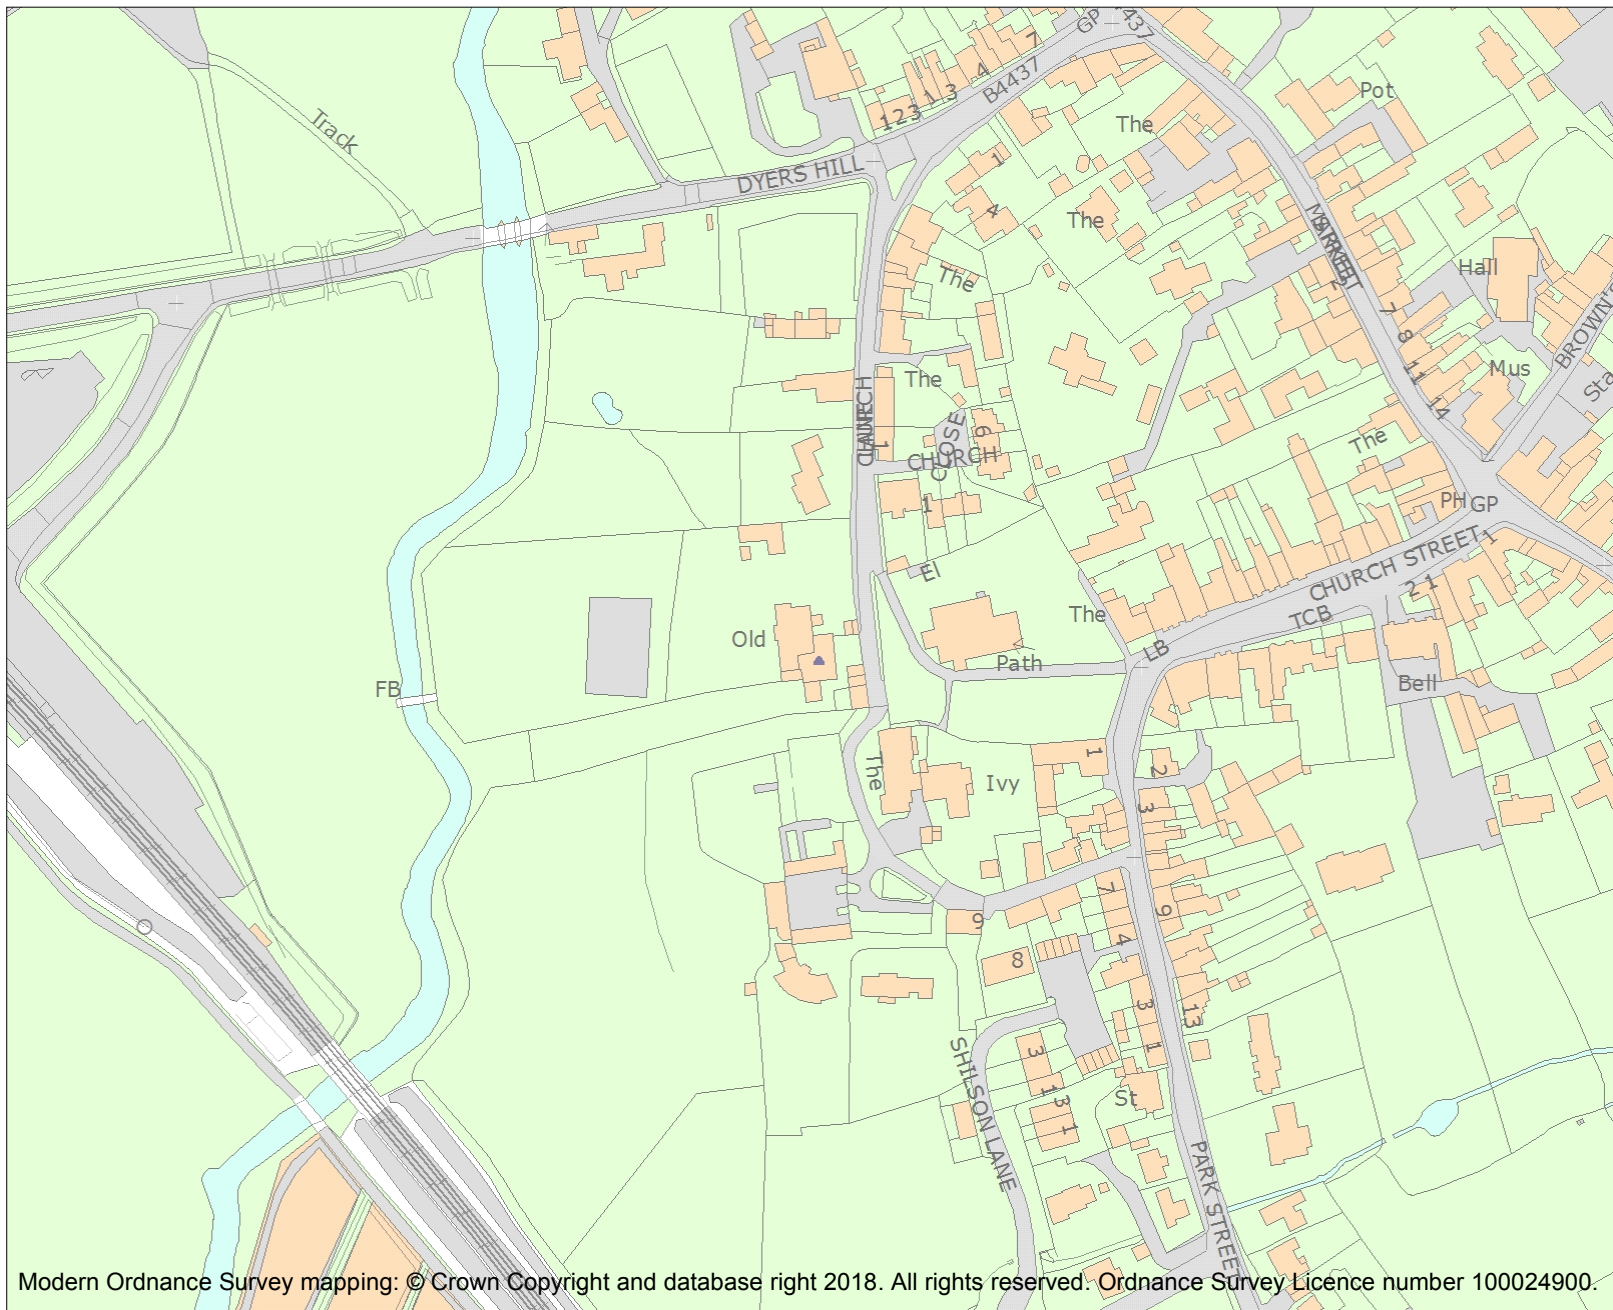 GP
B4437
7
4
3
1
123
Track
DYERS HILL
The
Pot
1
4
The
The
MARKET
STREET
2
Hall
7
8
11
14
Mus
BROWN'S
Sta
The
CHURCH
LANE
1
CHURCH
CLOSE
6
1
The
PH
GP
CHURCH STREET
1
2 1
TCB
El
The
LB
Path
Old
FB
Bell
The
Ivy
1
2
3
7
9
4
9
8
3
13
1
3
1
3
1
St
SHILSON LANE
PARK STREET
Modern Ordnance Survey mapping: © Crown Copyright and database right 2018. All rights reserved. Ordnance Survey Licence number 100024900.